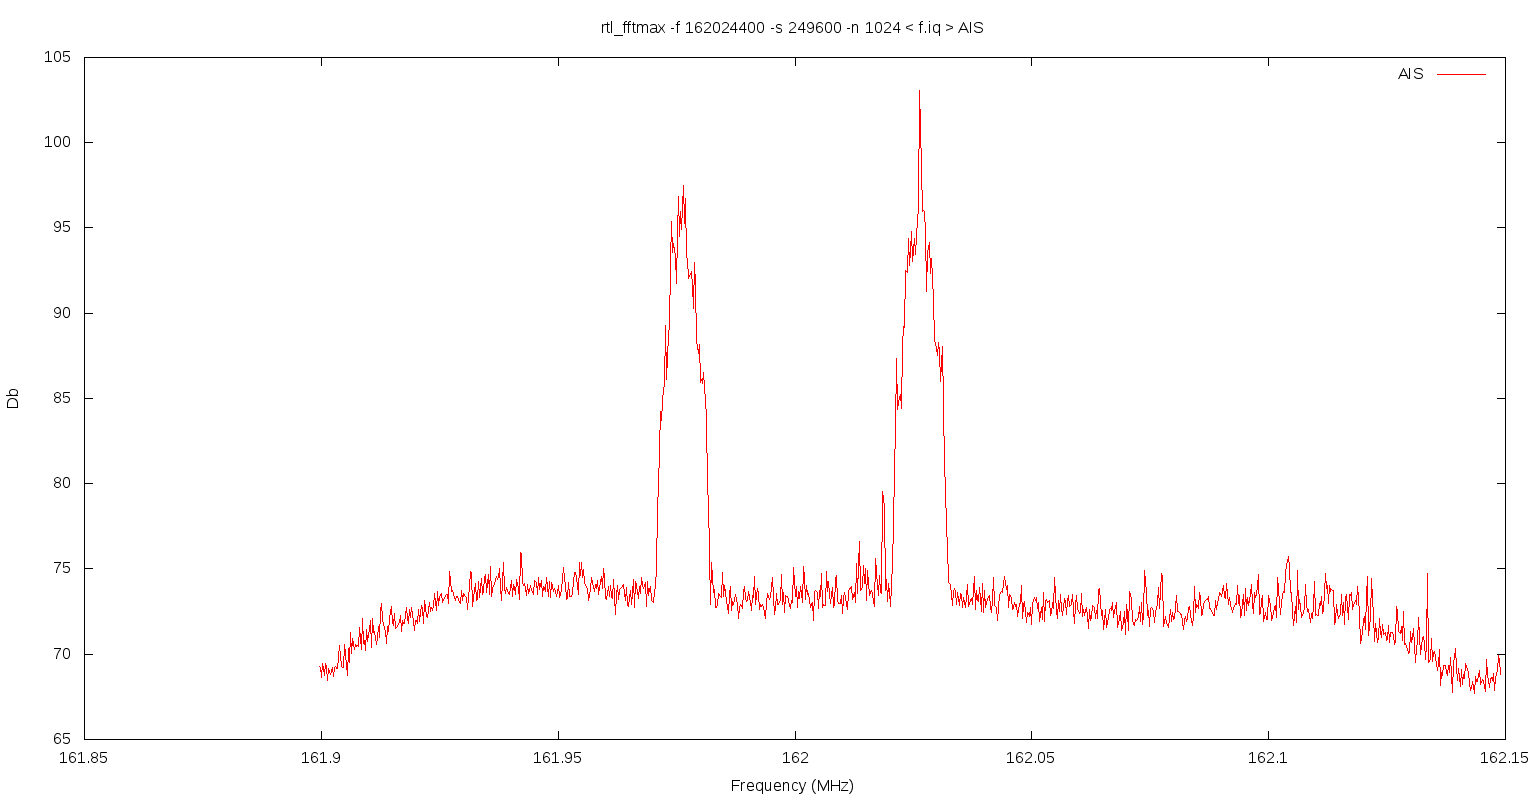 rtl_fftmax -f 162024400 -s 249600 -n 1024 < f.iq > AIS
105
AIS
100
95
90
85
Db
80
75
70
65
161.85 161.9 161.95 162 162.05 162.1 162.15
Frequency (MHz)